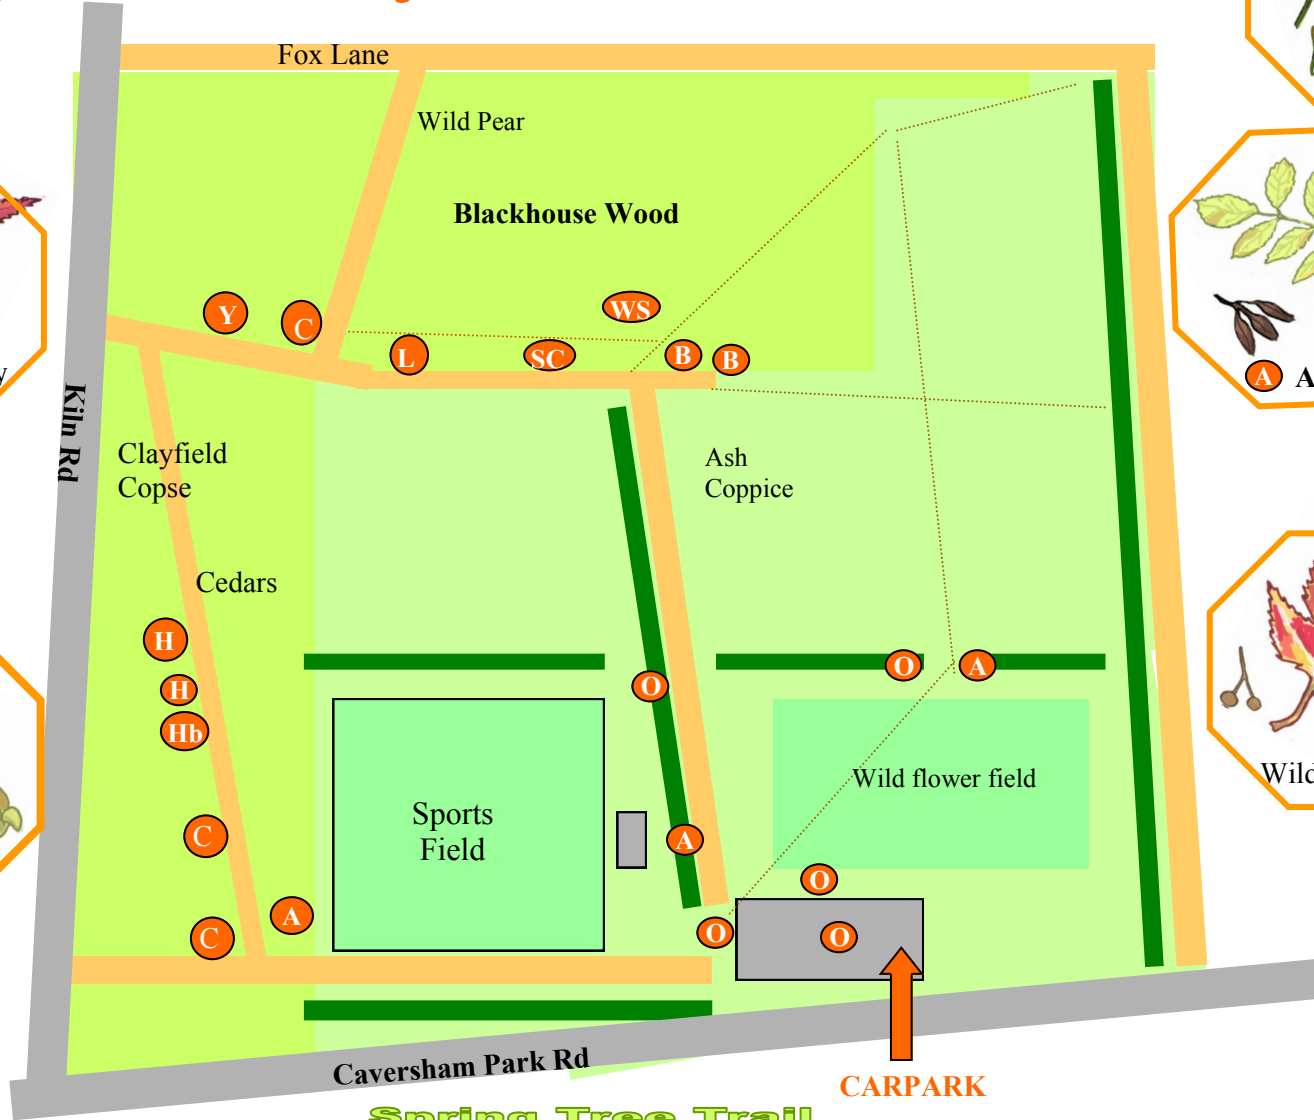 Fox Lane
Wild Pear
Blackhouse Wood
Y
C
WS
L
SC
B
B
A
A
Kiln Rd
Clayfield
Copse
Ash
Coppice
Cedars
H
H
Hb
O
O
A
Wild flower field
Wild
Sports
Field
C
A
O
A
C
O
O
Caversham Park Rd
CARPARK
Spring Tree Trail